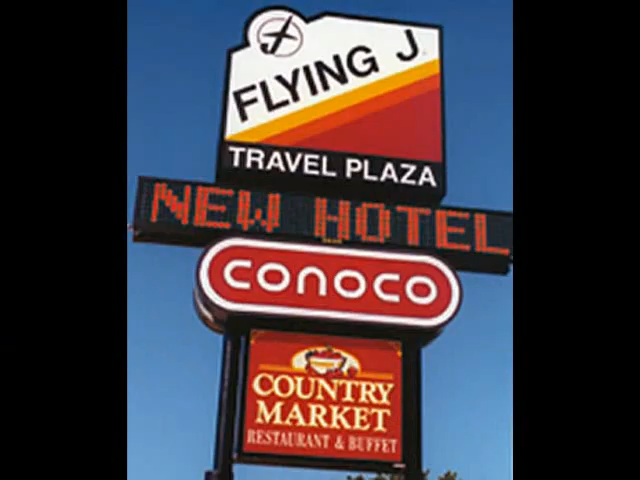 FLYING J
TRAVEL PLAZA
NEW HOTEL
CONOCO
COUNTRY
MARKET
RESTAURANT & BUFFET